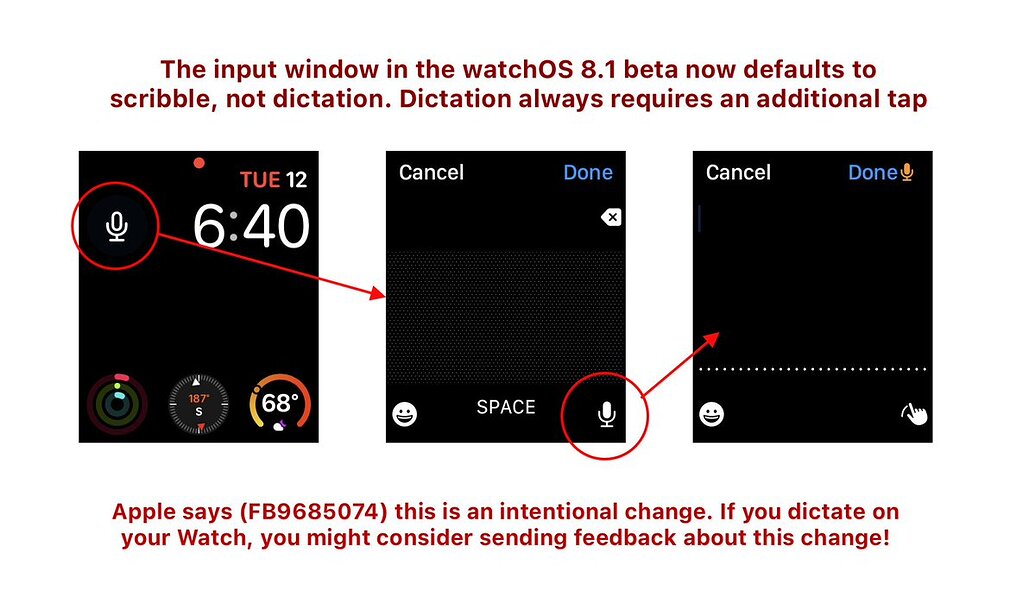 The input window in the watchOS 8.1 beta now defaults to
scribble, not dictation. Dictation always requires an additional tap
TUE 12
6:40
187°
S
68°
Cancel
Done
SPACE
Cancel
Done
Apple says (FB9685074) this is an intentional change. If you dictate on
your Watch, you might consider sending feedback about this change!